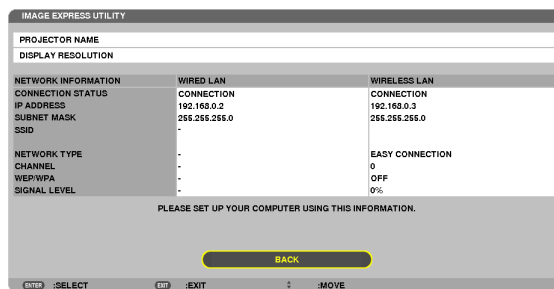 IMAGE EXPRESS UTILITY
PROJECTOR NAME
DISPLAY RESOLUTION
NETWORK INFORMATION WIRED LAN WIRELESS LAN
CONNECTION STATUS CONNECTION CONNECTION
IP ADDRESS 192.168.0.2 192.168.0.3
SUBNET MASK 255.255.255.0 255.255.255.0
SSID -
NETWORK TYPE - EASY CONNECTION
CHANNEL - 0
WEP/WPA - OFF
SIGNAL LEVEL - 0%
PLEASE SET UP YOUR COMPUTER USING THIS INFORMATION.
BACK
ENTER :SELECT EXIT :EXIT :MOVE